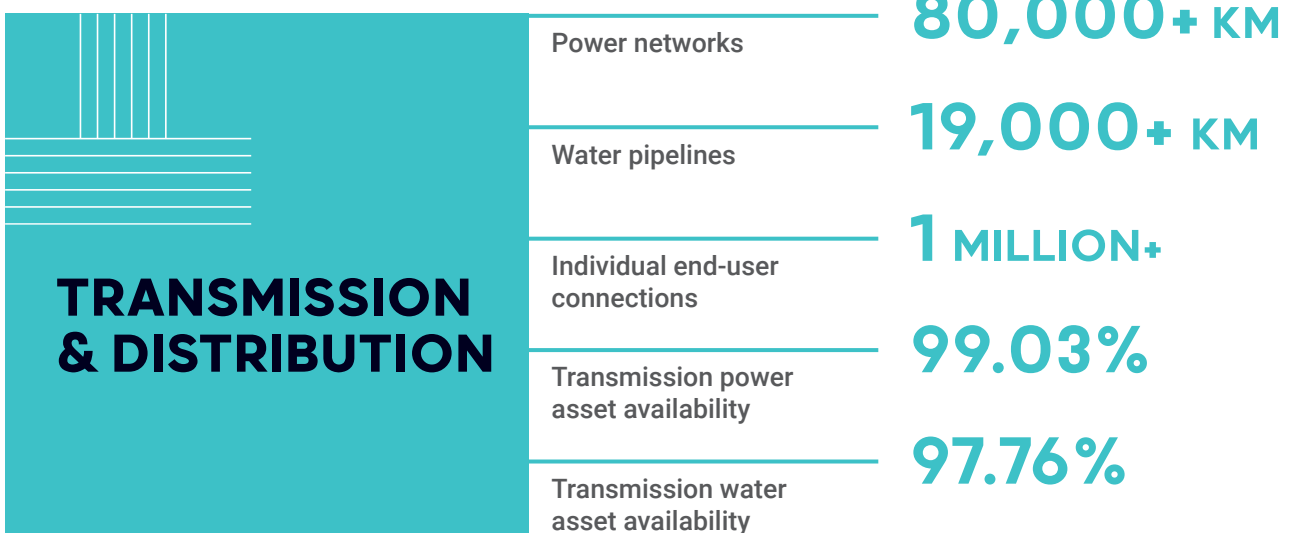 TRANSMISSION
& DISTRIBUTION
Power networks
80,000+ KM
Water pipelines
19,000+ KM
Individual end-user
connections
1 MILLION+
Transmission power
asset availability
99.03%
Transmission water
asset availability
97.76%